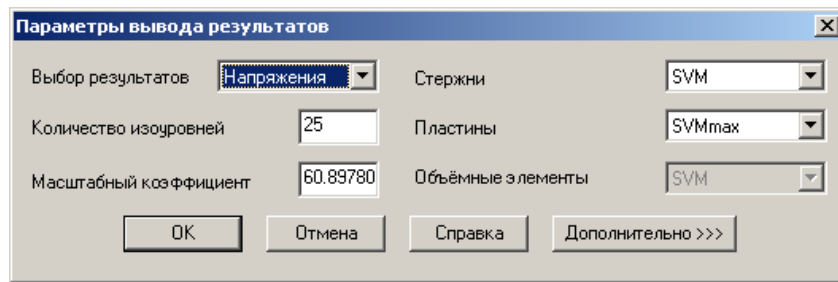 Параметры вывода результатов
Выбор результатов Напряжения Стержни SVM
Количество изоуровней 25 Пластины SVMmax
Масштабный коэффициент 60.89780 Объёмные элементы SVM
OK Отмена Справка Дополнительно >>>